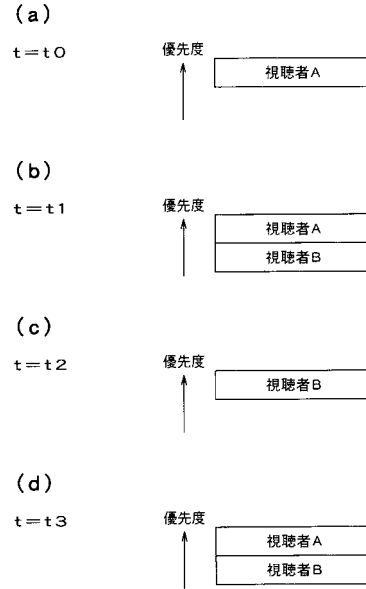 (a)
t=t0
優先度
視聴者A
(b)
t=t1
優先度
視聴者A
視聴者B
(c)
t=t2
優先度
視聴者B
(d)
t=t3
優先度
視聴者A
視聴者B